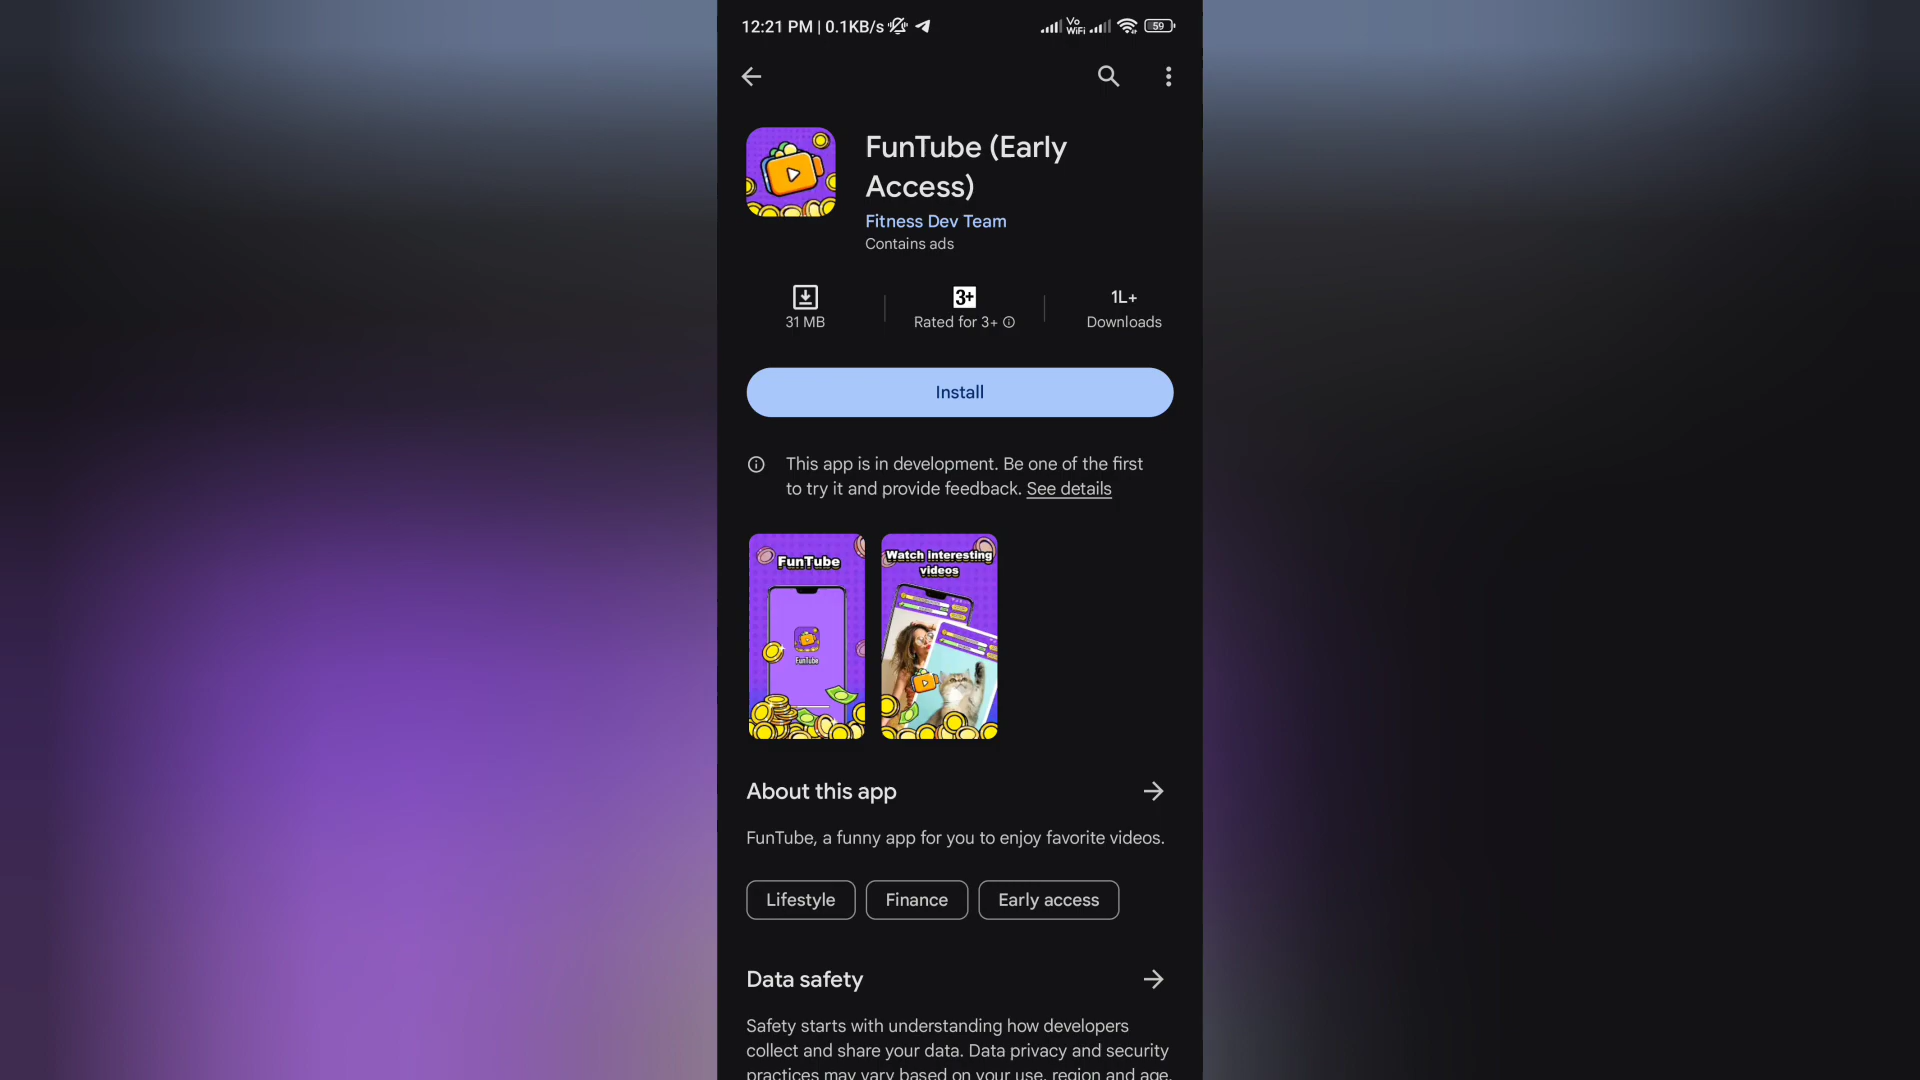 12:21 PM | 0.1KB/s
Vo
WiFi
59
FunTube (Early
Access)
Fitness Dev Team
Contains ads
3+
1L+
31 MB
Rated for 3+
Downloads
Install
This app is in development. Be one of the first
to try it and provide feedback. See details
FunTube
FunTube
Watch interesting
videos
About this app
FunTube, a funny app for you to enjoy favorite videos.
Lifestyle
Finance
Early access
Data safety
Safety starts with understanding how developers
collect and share your data. Data privacy and security
practices may vary based on your use, region and age.